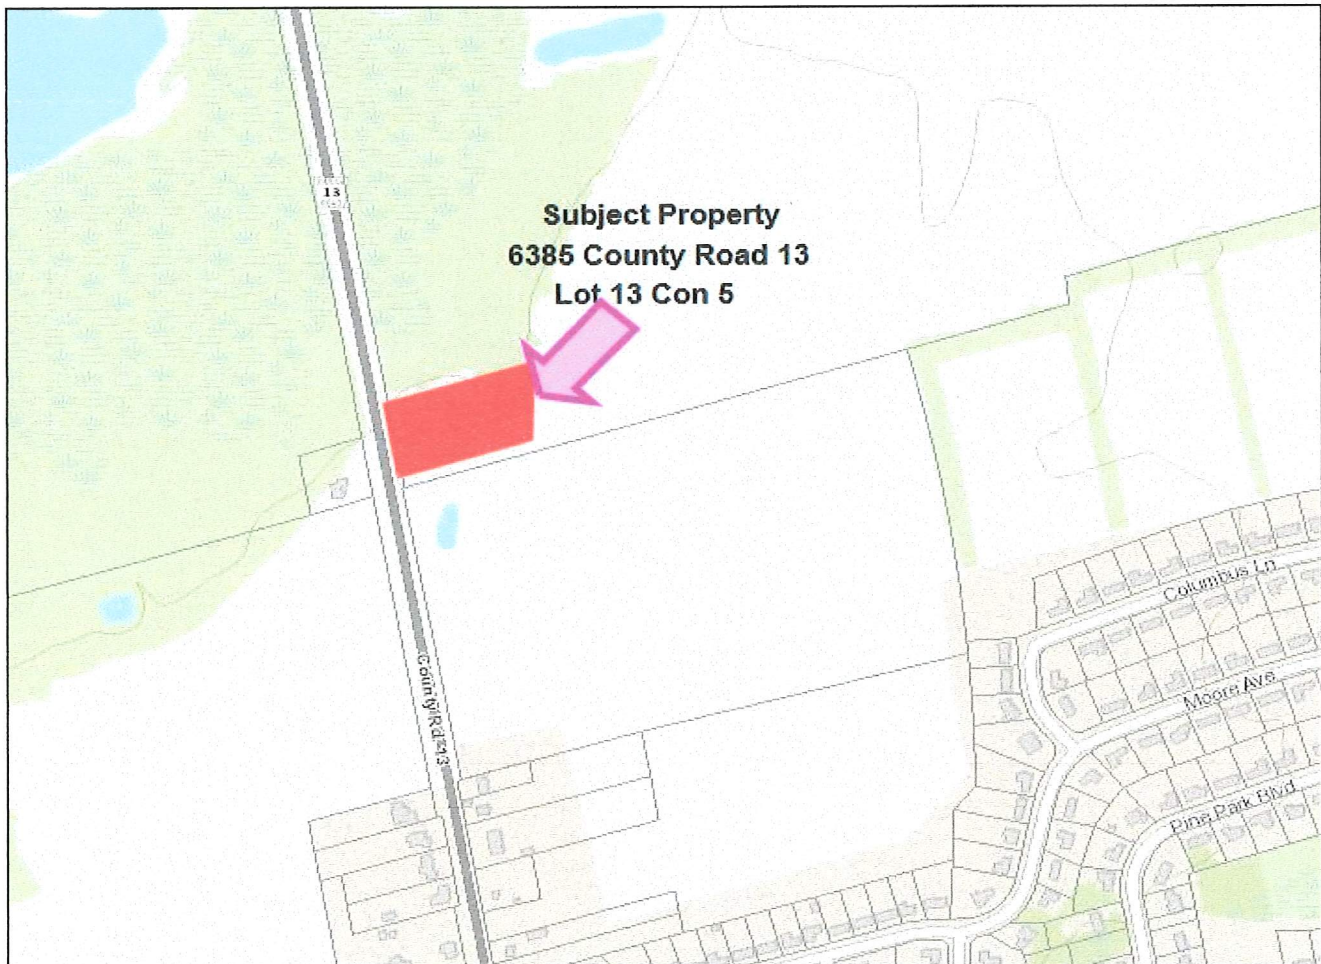 13
Subject Property
6385 County Road 13
Lot 13 Con 5
Columbus Ln
County Rd 13
Moore Ave
Pine Park Blvd